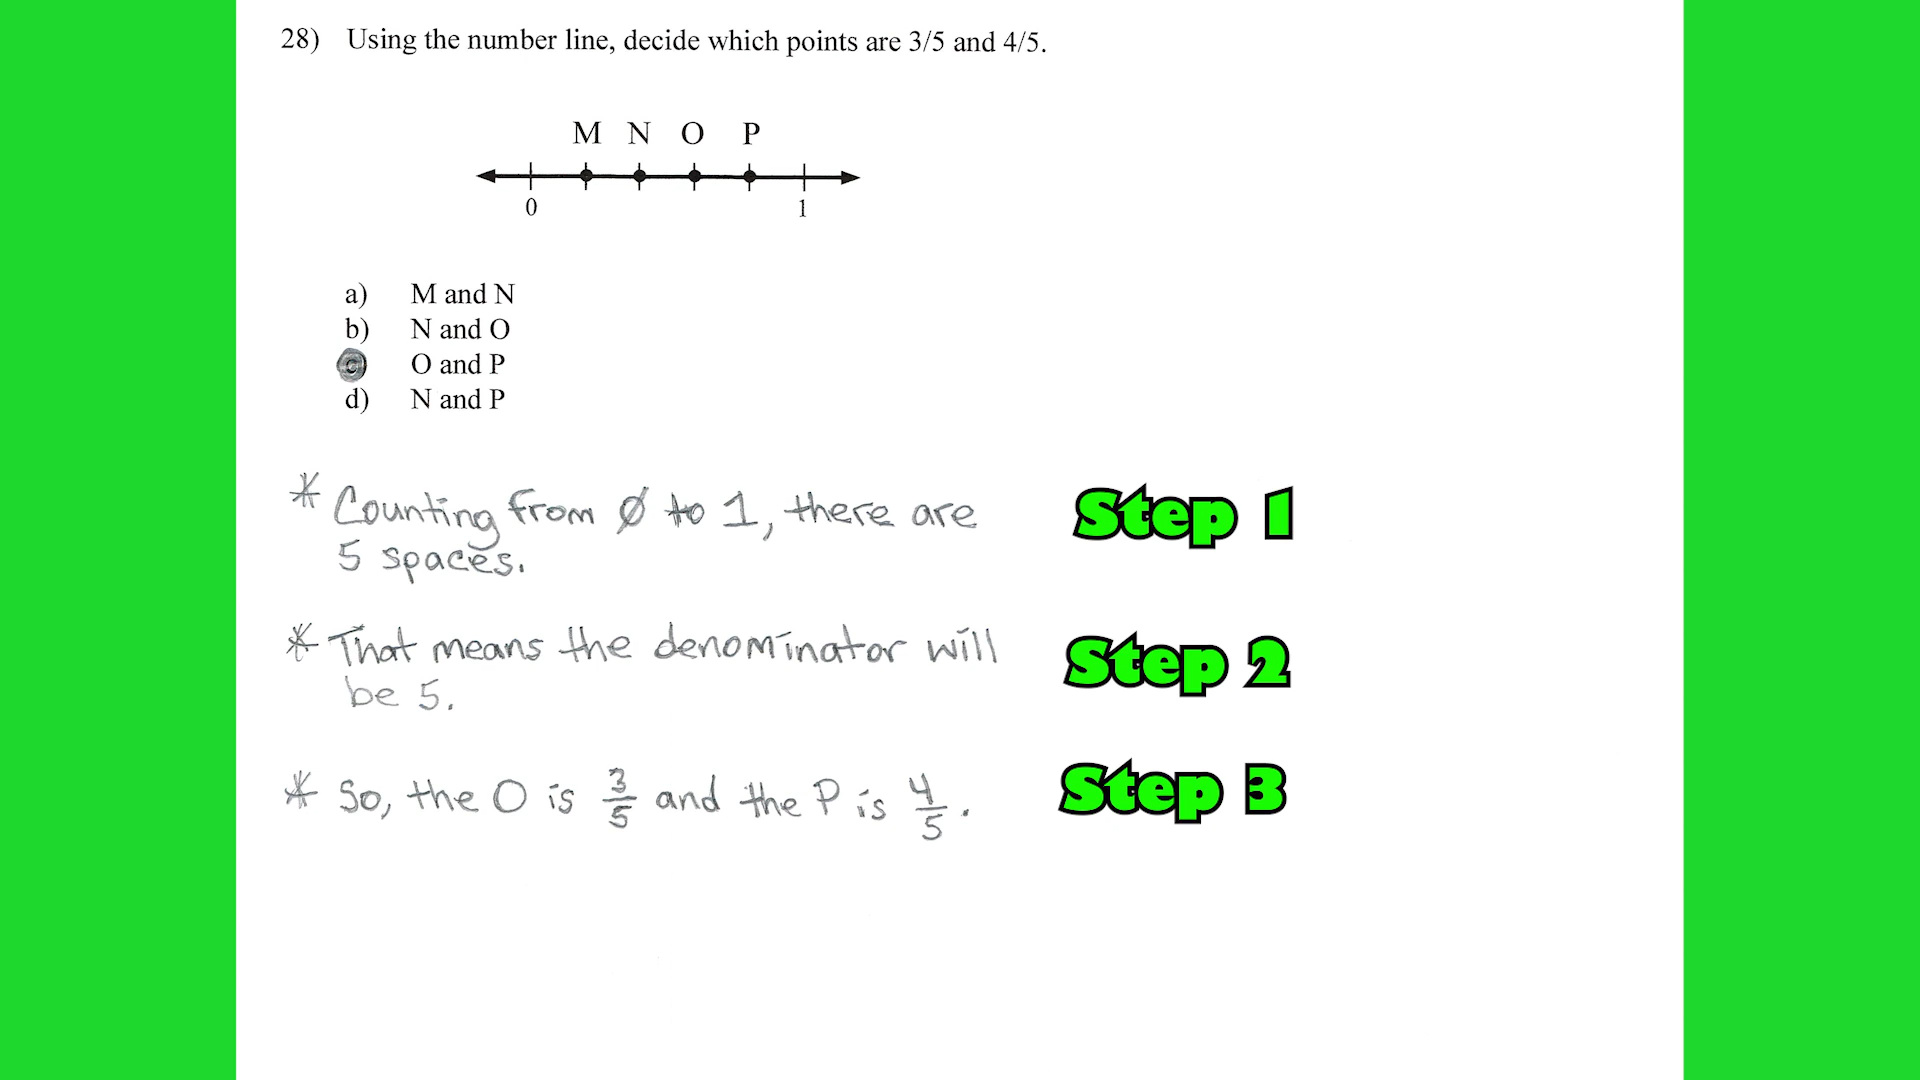 28) Using the number line, decide which points are 3/5 and 4/5.
M N O P
0 1
a) M and N
b) N and O
c) O and P
d) N and P
* Counting from Ø to 1, there are
5 spaces.
Step 1
* That means the denominator will
be 5.
Step 2
* So, the O is 3/5 and the P is 4/5.
Step 3